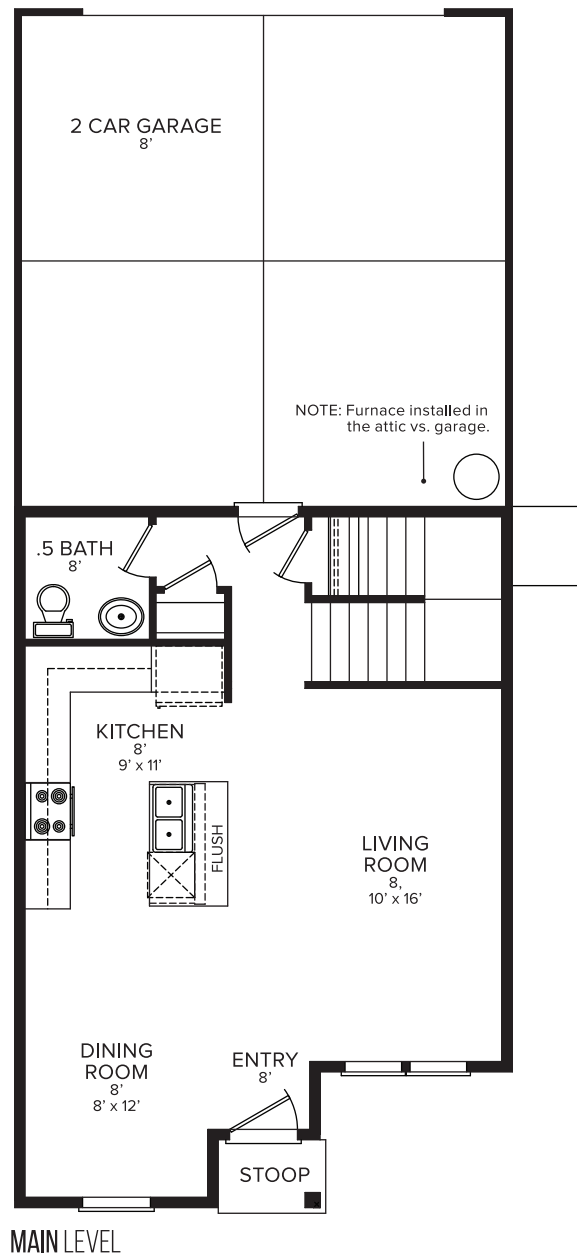 2 CAR GARAGE
8'
NOTE: Furnace installed in
the attic vs. garage.
.5 BATH
8'
KITCHEN
8'
9' x 11'
FLUSH
LIVING
ROOM
8,
10' x 16'
DINING
ROOM
8'
8' x 12'
ENTRY
8'
STOOP
MAIN LEVEL